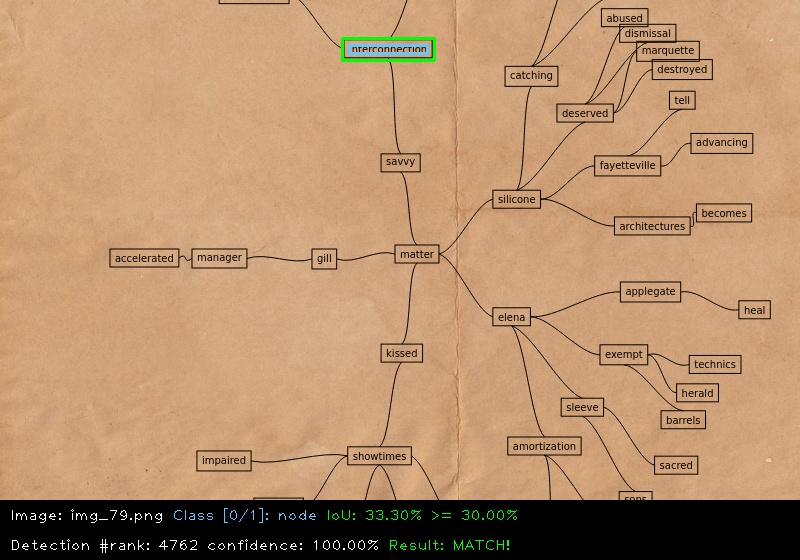 abused
dismissal
interconnection
marquette
destroyed
catching
tell
deserved
advancing
savvy
fayetteville
silicone
becomes
architectures
matter
accelerated
manager
gill
applegate
heal
elena
kissed
exempt
technics
herald
sleeve
barrels
amortization
showtimes
impaired
sacred
sons
Image: img_79.png Class [0/1]: node IoU: 33.30% >= 30.00%
Detection #rank: 4762 confidence: 100.00% Result: MATCH!